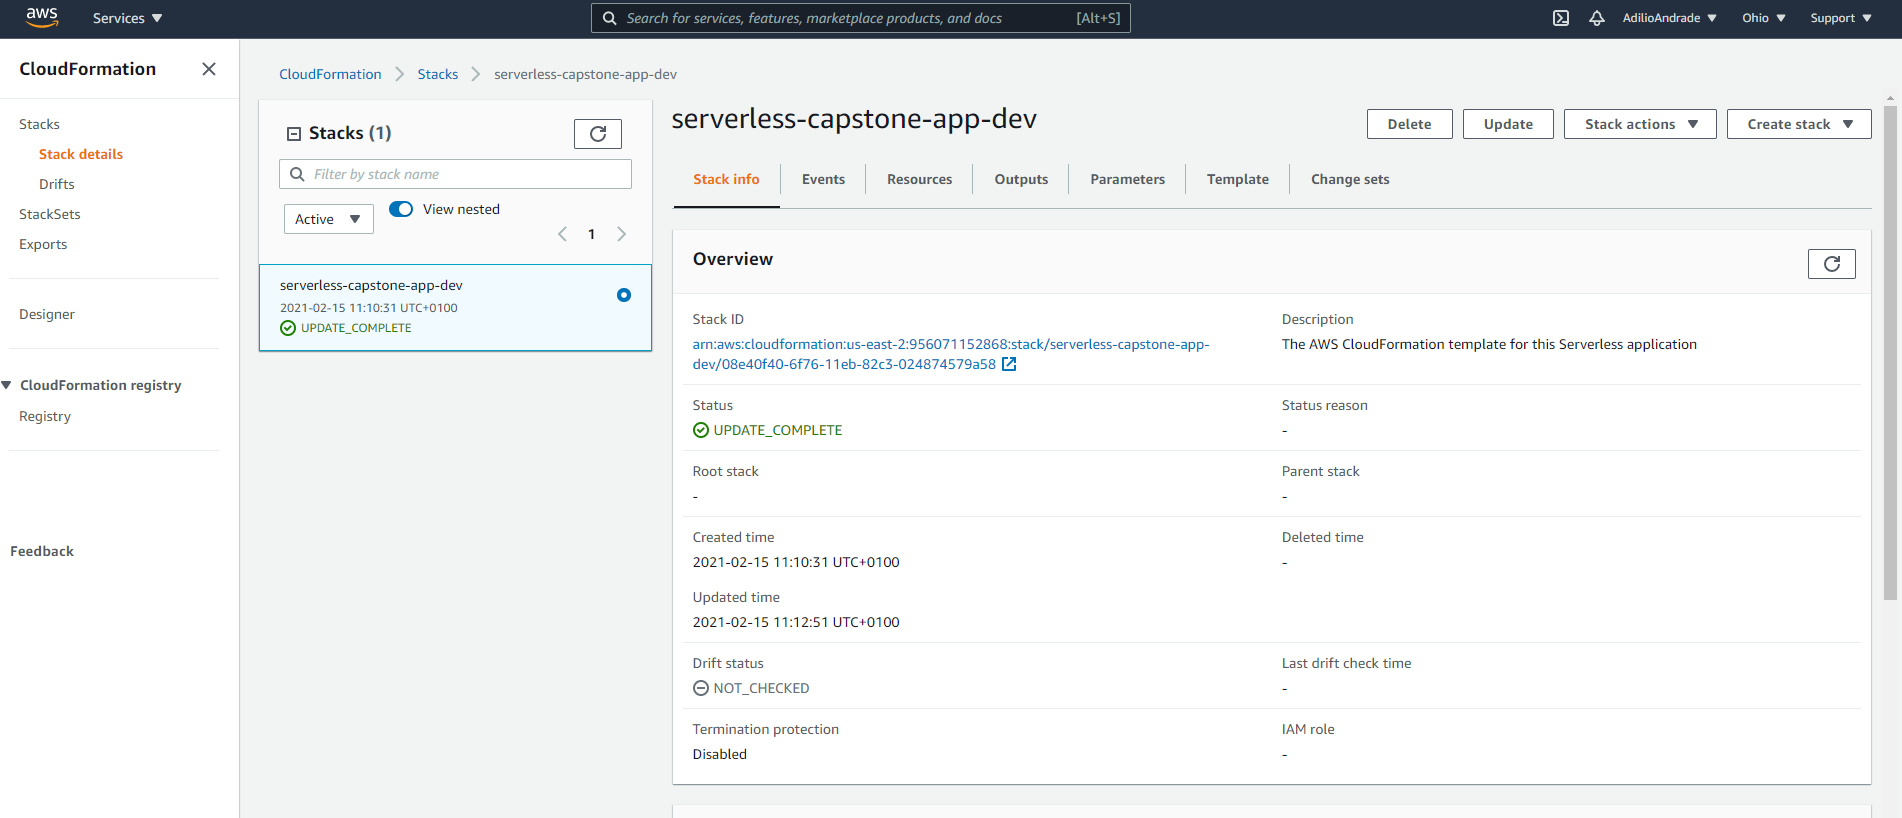 aws Services Search for services, features, marketplace products, and docs [Alt+S] AdilioAndrade Ohio Support
CloudFormation
Stacks
Stack details
Drifts
StackSets
Exports
Designer
CloudFormation registry
Registry
Feedback
CloudFormation Stacks serverless-capstone-app-dev
Stacks (1)
Filter by stack name
Active View nested
1
serverless-capstone-app-dev
2021-02-15 11:10:31 UTC+0100
UPDATE_COMPLETE
serverless-capstone-app-dev
Delete Update Stack actions Create stack
Stack info Events Resources Outputs Parameters Template Change sets
Overview
Stack ID
arn:aws:cloudformation:us-east-2:956071152868:stack/serverless-capstone-app-
dev/08e40f40-6f76-11eb-82c3-024874579a58
Description
The AWS CloudFormation template for this Serverless application
Status
UPDATE_COMPLETE
Status reason
-
Root stack
-
Parent stack
-
Created time
2021-02-15 11:10:31 UTC+0100
Deleted time
-
Updated time
2021-02-15 11:12:51 UTC+0100
Drift status
NOT_CHECKED
Last drift check time
-
Termination protection
Disabled
IAM role
-